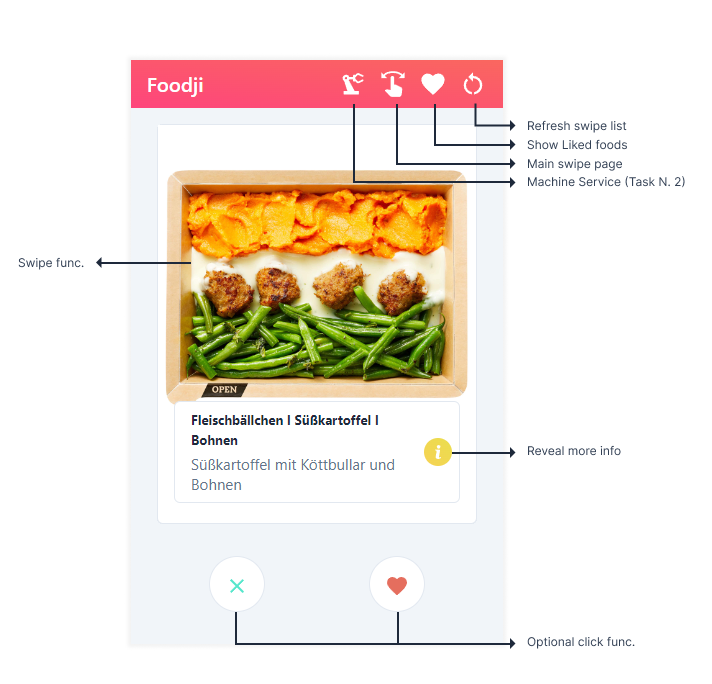 Foodji
Refresh swipe list
Show Liked foods
Main swipe page
Machine Service (Task N. 2)
Swipe func.
OPEN
Fleischbällchen I Süßkartoffel I
Bohnen
Süßkartoffel mit Köttbullar und
Bohnen
i
Reveal more info
Optional click func.